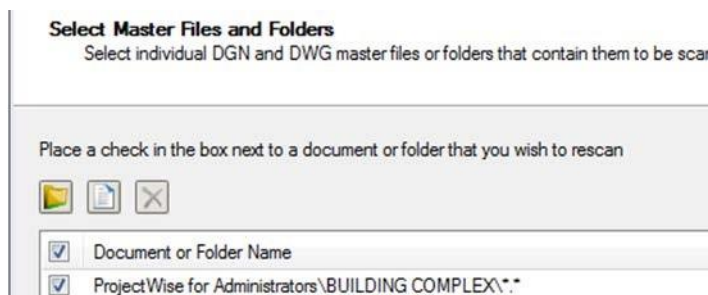 Select Master Files and Folders
Select individual DGN and DWG master files or folders that contain them to be
Place a check in the box next to a document or folder that you wish to rescan
Document or Folder Name
ProjectWise for Administrators\BUILDING COMPLEX\*.*